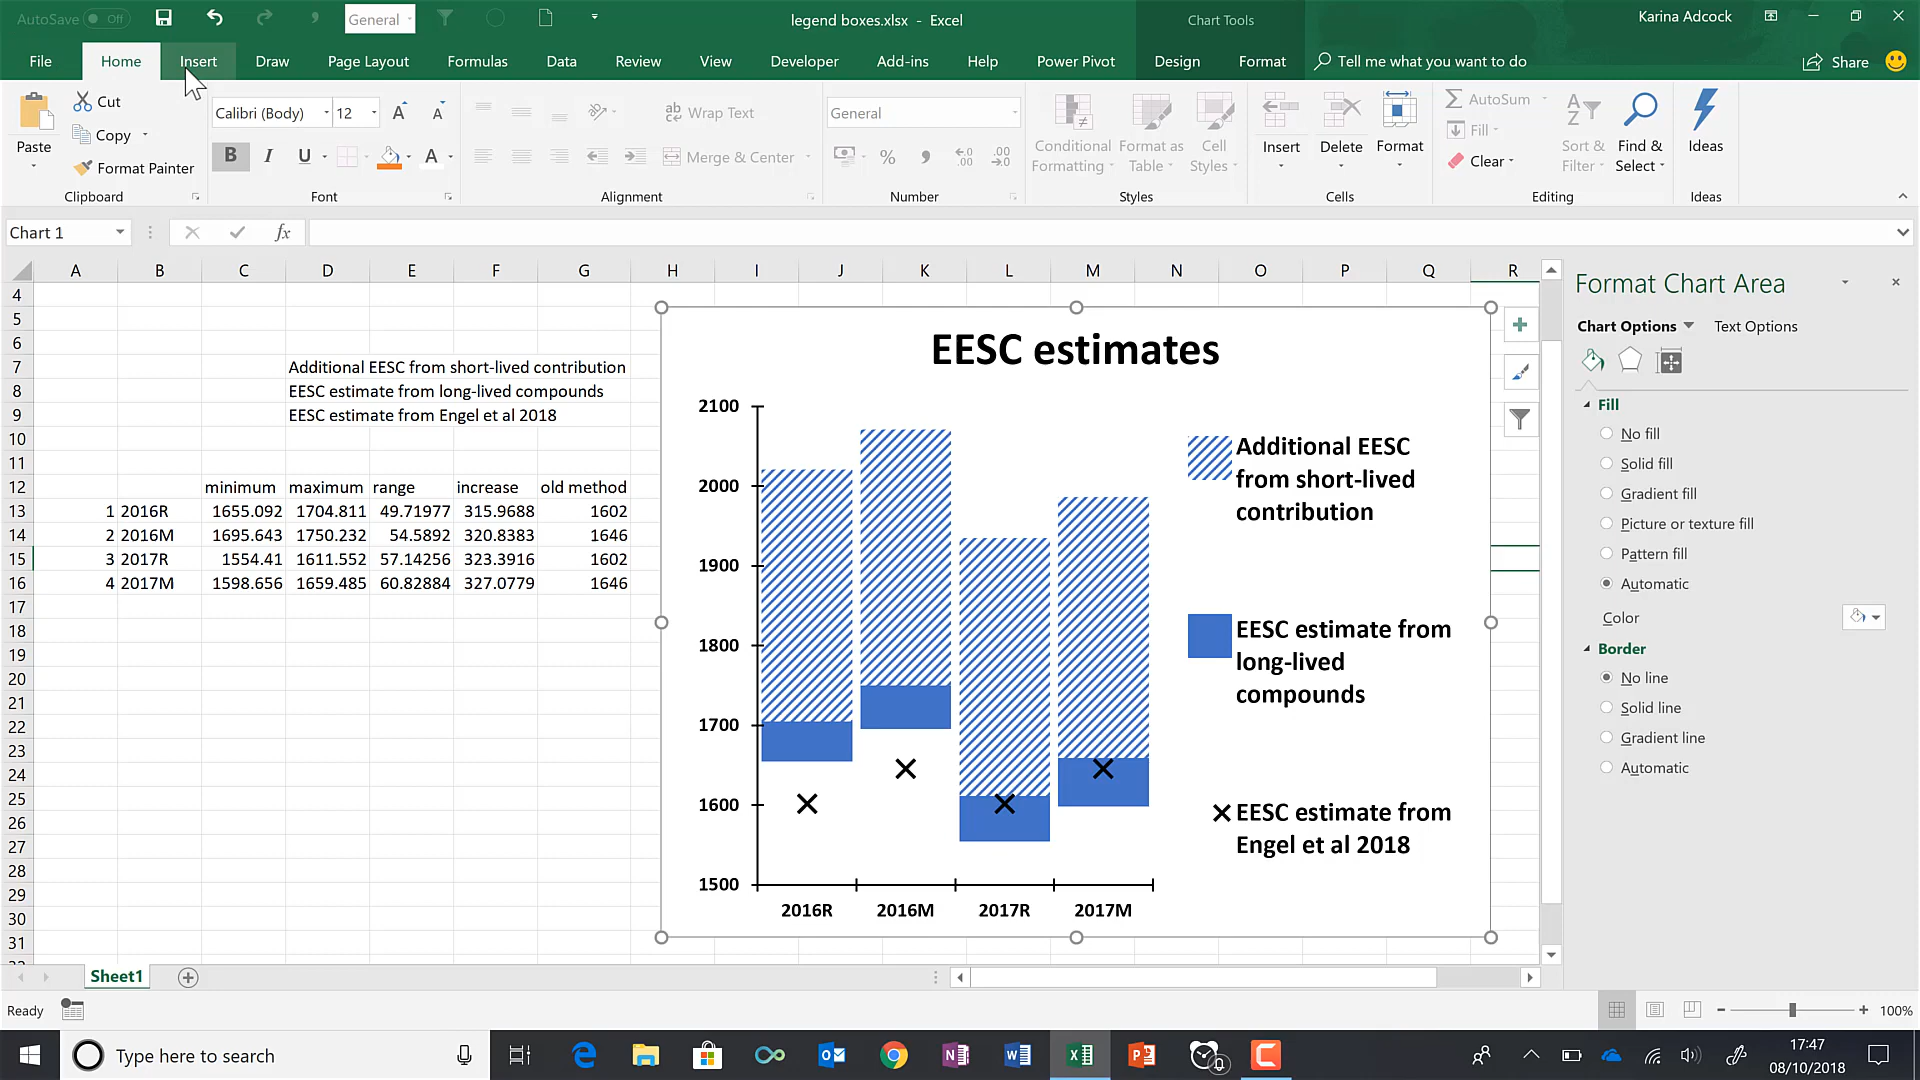 AutoSave Off
General
legend boxes.xlsx - Excel
Chart Tools
Karina Adcock
File Home Insert Draw Page Layout Formulas Data Review View Developer Add-ins Help Power Pivot Design Format Tell me what you want to do Share
Paste
Cut
Copy
Format Painter
Clipboard
Calibri (Body) 12
B I U A
Font
Wrap Text
Merge & Center
Alignment
General
%
Number
Conditional Formatting
Format as Table
Cell Styles
Styles
Insert
Delete
Format
Cells
AutoSum
Fill
Clear
Sort & Filter
Find & Select
Editing
Ideas
Ideas
Chart 1
fx
A B C D E F G H I J K L M N O P Q R
4
5
6
7 Additional EESC from short-lived contribution
8 EESC estimate from long-lived compounds
9 EESC estimate from Engel et al 2018
10
11
12 minimum maximum range increase old method
13 1 2016R 1655.092 1704.811 49.71977 315.9688 1602
14 2 2016M 1695.643 1750.232 54.5892 320.8383 1646
15 3 2017R 1554.41 1611.552 57.14256 323.3916 1602
16 4 2017M 1598.656 1659.485 60.82884 327.0779 1646
17
18
19
20
21
22
23
24
25
26
27
28
29
30
31
EESC estimates
2100
2000
1900
1800
1700
1600
1500
2016R 2016M 2017R 2017M
Additional EESC
from short-lived
contribution
EESC estimate from
long-lived
compounds
EESC estimate from
Engel et al 2018
Format Chart Area
Chart Options Text Options
Fill
No fill
Solid fill
Gradient fill
Picture or texture fill
Pattern fill
Automatic
Color
Border
No line
Solid line
Gradient line
Automatic
Sheet1
Ready
100%
Type here to search
17:47
08/10/2018